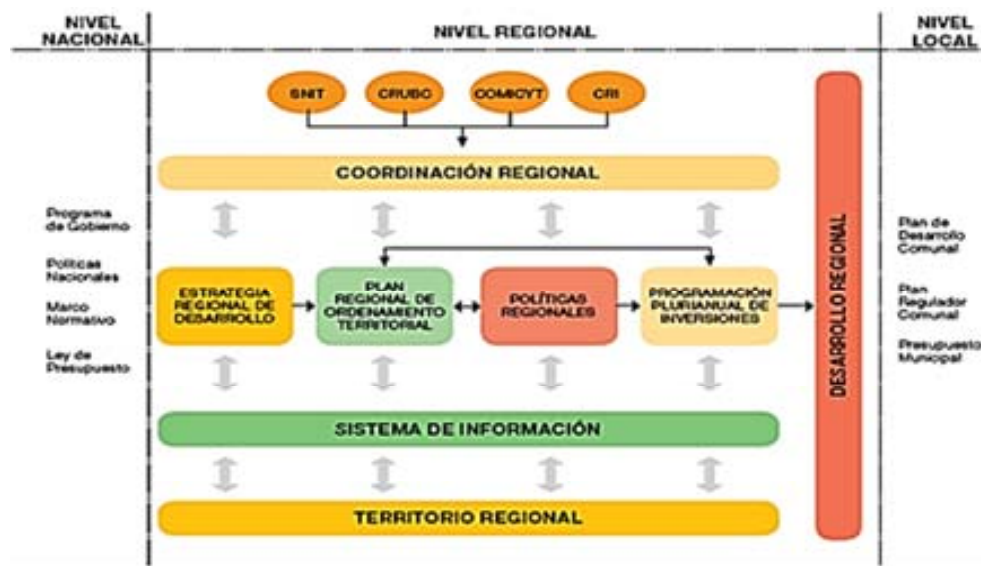 NIVEL
NACIONAL
NIVEL REGIONAL
NIVEL
LOCAL
SNIT
CRUBC
COMICYT
CRI
COORDINACIÓN REGIONAL
Programa
de Gobierno
Políticas
Nacionales
Marco
Normativo
Ley de
Presupuesto
ESTRATEGIA
REGIONAL DE
DESARROLLO
PLAN
REGIONAL DE
ORDENAMIENTO
TERRITORIAL
POLÍTICAS
REGIONALES
PROGRAMACIÓN
PLURIANUAL DE
INVERSIONES
DESARROLLO REGIONAL
Plan de
Desarrollo
Comunal
Plan
Regulador
Comunal
Presupuesto
Municipal
SISTEMA DE INFORMACIÓN
TERRITORIO REGIONAL